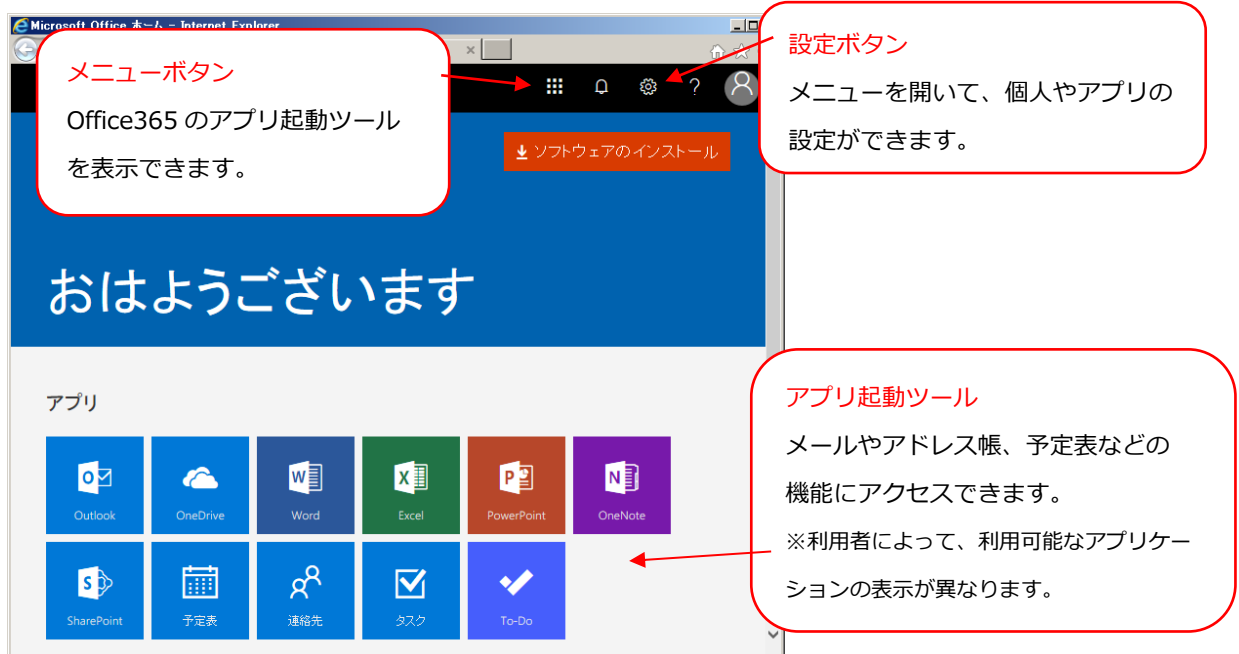 Microsoft Office ホーム - Internet Explorer
メニューボタン
Office365 のアプリ起動ツール
を表示できます。
設定ボタン
メニューを開いて、個人やアプリの
設定ができます。
?
ソフトウェアのインストール
おはようございます
アプリ
Outlook
OneDrive
Word
Excel
PowerPoint
OneNote
SharePoint
予定表
連絡先
タスク
To-Do
アプリ起動ツール
メールやアドレス帳、予定表などの
機能にアクセスできます。
※利用者によって、利用可能なアプリケー
ションの表示が異なります。